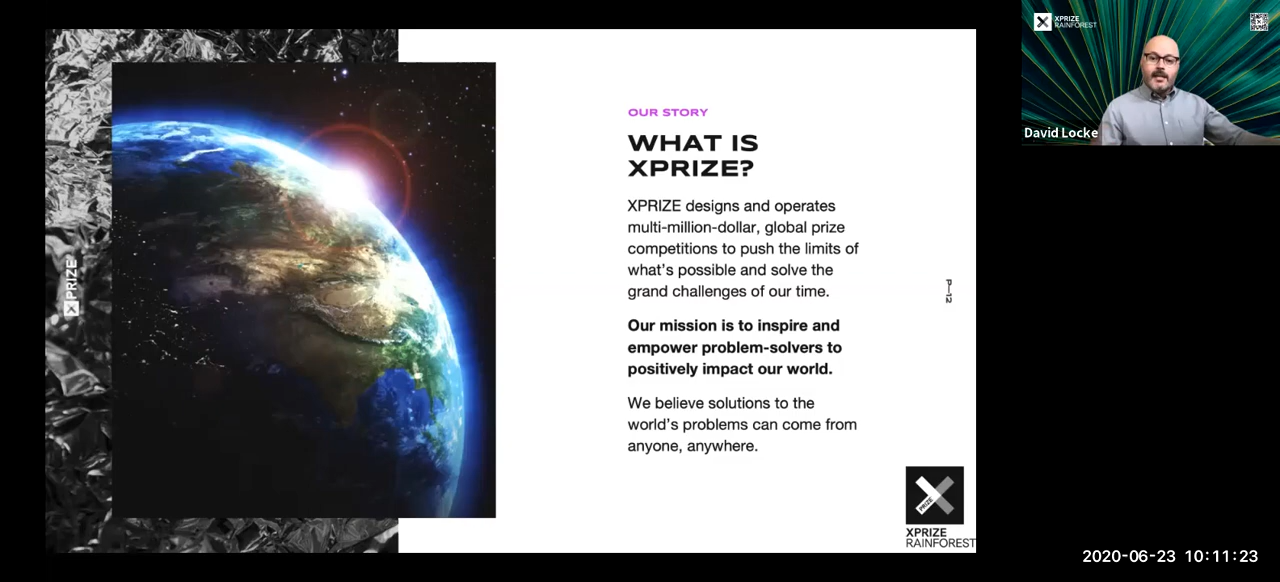 OUR STORY
WHAT IS
XPRIZE?
XPRIZE designs and operates
multi-million-dollar, global prize
competitions to push the limits of
what's possible and solve the
grand challenges of our time.
Our mission is to inspire and
empower problem-solvers to
positively impact our world.
We believe solutions to the
world's problems can come from
anyone, anywhere.
XPRIZE
P—12
PRIZE
XPRIZE
RAINFOREST
XPRIZE
RAINFOREST
David Locke
2020-06-23 10:11:23